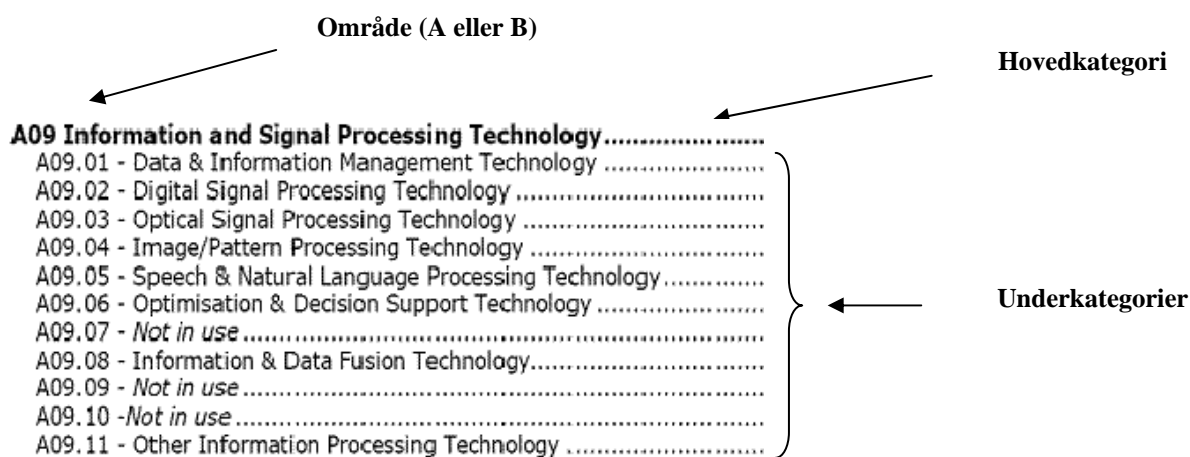 Område (A eller B)
Hovedkategori
A09 Information and Signal Processing Technology.......................
A09.01 - Data & Information Management Technology .......................
A09.02 - Digital Signal Processing Technology ...................................
A09.03 - Optical Signal Processing Technology ..................................
A09.04 - Image/Pattern Processing Technology .................................
A09.05 - Speech & Natural Language Processing Technology..............
A09.06 - Optimisation & Decision Support Technology ........................
Underkategorier
A09.07 - Not in use ........................................................................
A09.08 - Information & Data Fusion Technology.................................
A09.09 - Not in use ........................................................................
A09.10 -Not in use .........................................................................
A09.11 - Other Information Processing Technology ............................